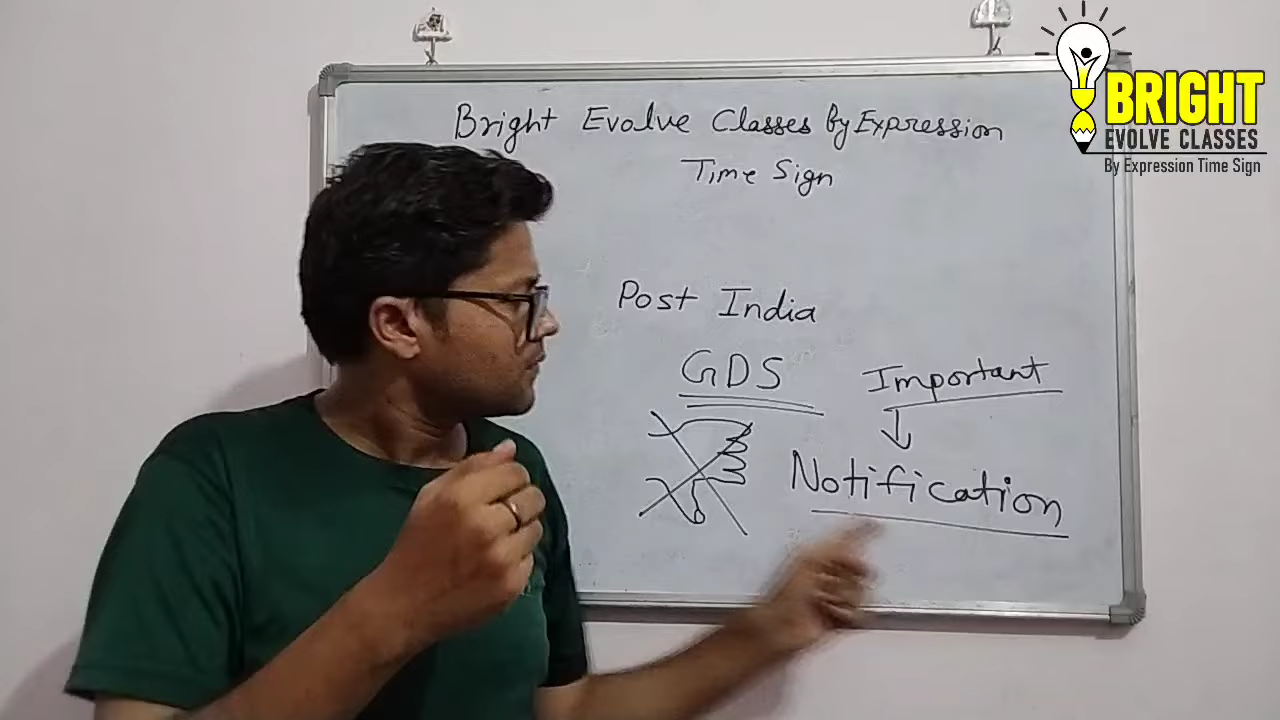 Bright Evolve Classes By Expression
Time Sign
Post India
GDS
Important
Notification
BRIGHT
EVOLVE CLASSES
By Expression Time Sign